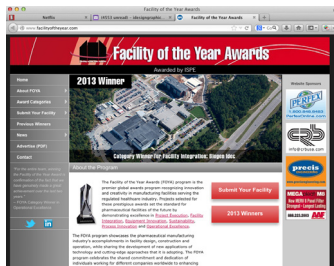 Facility of the Year Awards
Netflix
Facility of the Year Awards
www.facilityoftheyear.com
Facility of the Year Awards
Awarded by ISPE
Home
About FOYA
Award Categories
Submit Your Facility
Previous Winners
News
Advertise (PDF)
Contact
2013 Winner
Category Winner for Facility Integration: Biogen Idec
Website Sponsors
PERFEX
crb
precis
MEGA
AAF
About the Program
The Facility of the Year Awards (FOYA) program is the
premier global awards program recognizing innovation
and creativity in manufacturing facilities serving the
regulated healthcare industry. Projects selected for
these prestigious awards set the standard for
pharmaceutical facilities of the future by
demonstrating excellence in Project Execution, Facility
Integration, Equipment Innovation, Sustainability,
Process Innovation and Operational Excellence.
Submit Your Facility
2013 Winners
The FOYA program showcases the pharmaceutical manufacturing
industry's accomplishments in facility design, construction and
operation, while sharing the development of new applications of
technology and cutting-edge approaches that it is adopting. The FOYA
program celebrates the shared commitment and dedication of
individuals working for different companies worldwide to enhancing